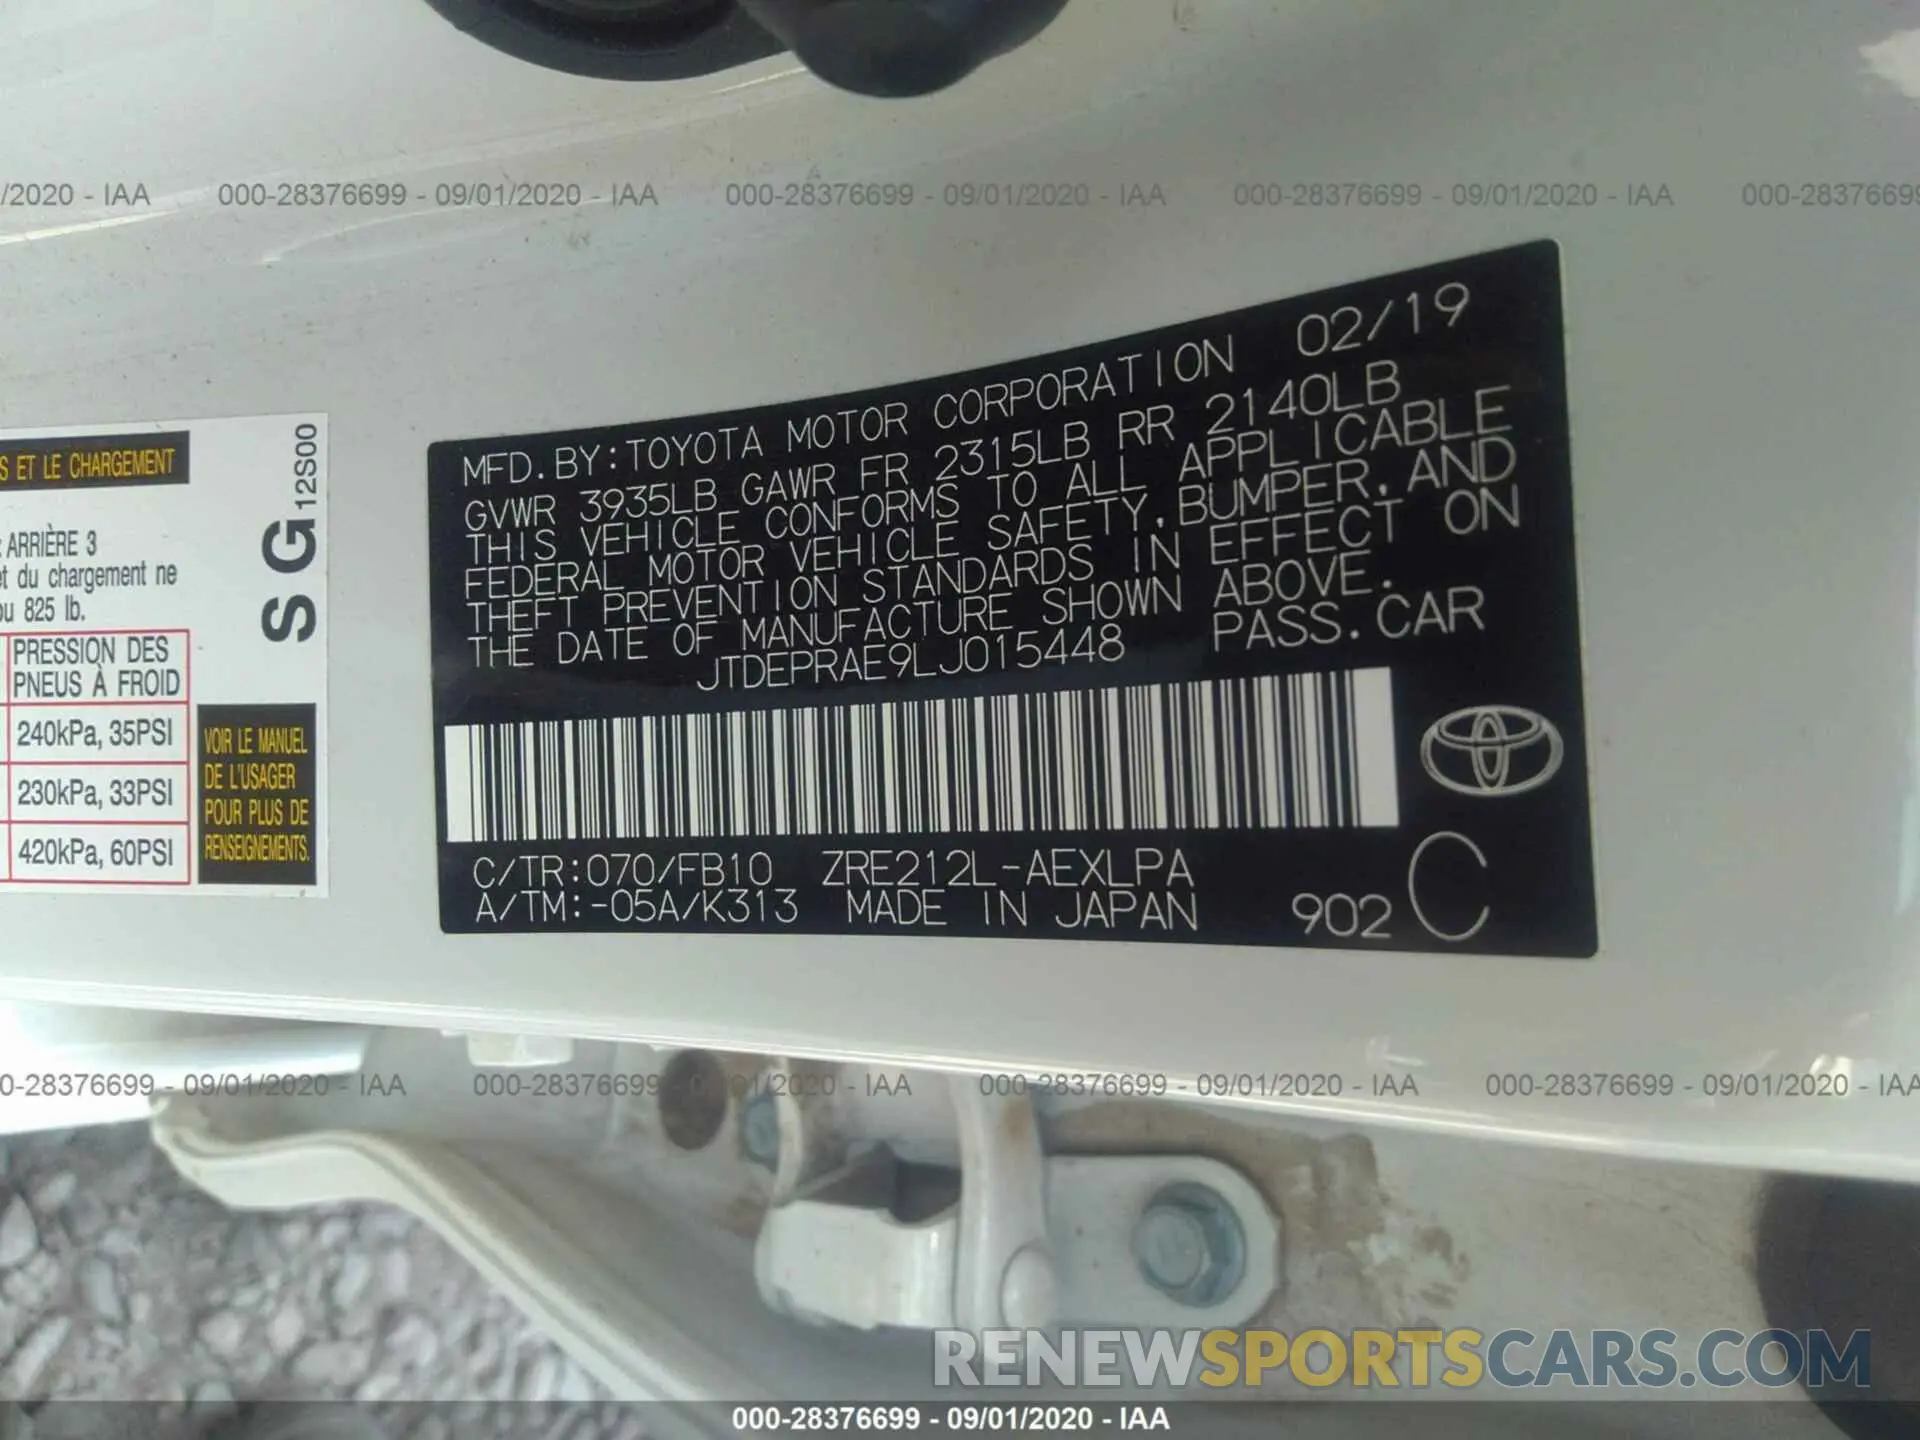 /2020 - IAA 000-28376699 - 09/01/2020 - IAA 000-28376699 - 09/01/2020 - IAA 000-28376699 - 09/01/2020 - IAA 000-28376699
S ET LE CHARGEMENT
ARRIÈRE 3
et du chargement ne
ou 825 lb.
PRESSION DES
PNEUS À FROID
240kPa, 35PSI
230kPa, 33PSI
420kPa, 60PSI
S G 12S00
VOIR LE MANUEL
DE L'USAGER
POUR PLUS DE
RENSEIGNEMENTS.
MFD.BY:TOYOTA MOTOR CORPORATION 02/19
GVWR 3935LB GAWR FR 2315LB RR 2140LB
THIS VEHICLE CONFORMS TO ALL APPLICABLE
FEDERAL MOTOR VEHICLE SAFETY, BUMPER, AND
THEFT PREVENTION STANDARDS IN EFFECT ON
THE DATE OF MANUFACTURE SHOWN ABOVE.
JTDEPRAE9LJ015448 PASS.CAR
C/TR:070/FB10 ZRE212L-AEXLPA
A/TM:-05A/K313 MADE IN JAPAN 902 C
0-28376699 - 09/01/2020 - IAA 000-28376699 - 09/01/2020 - IAA 000-28376699 - 09/01/2020 - IAA 000-28376699 - 09/01/2020 - IAA
RENEWSPORTSCARS.COM
000-28376699 - 09/01/2020 - IAA